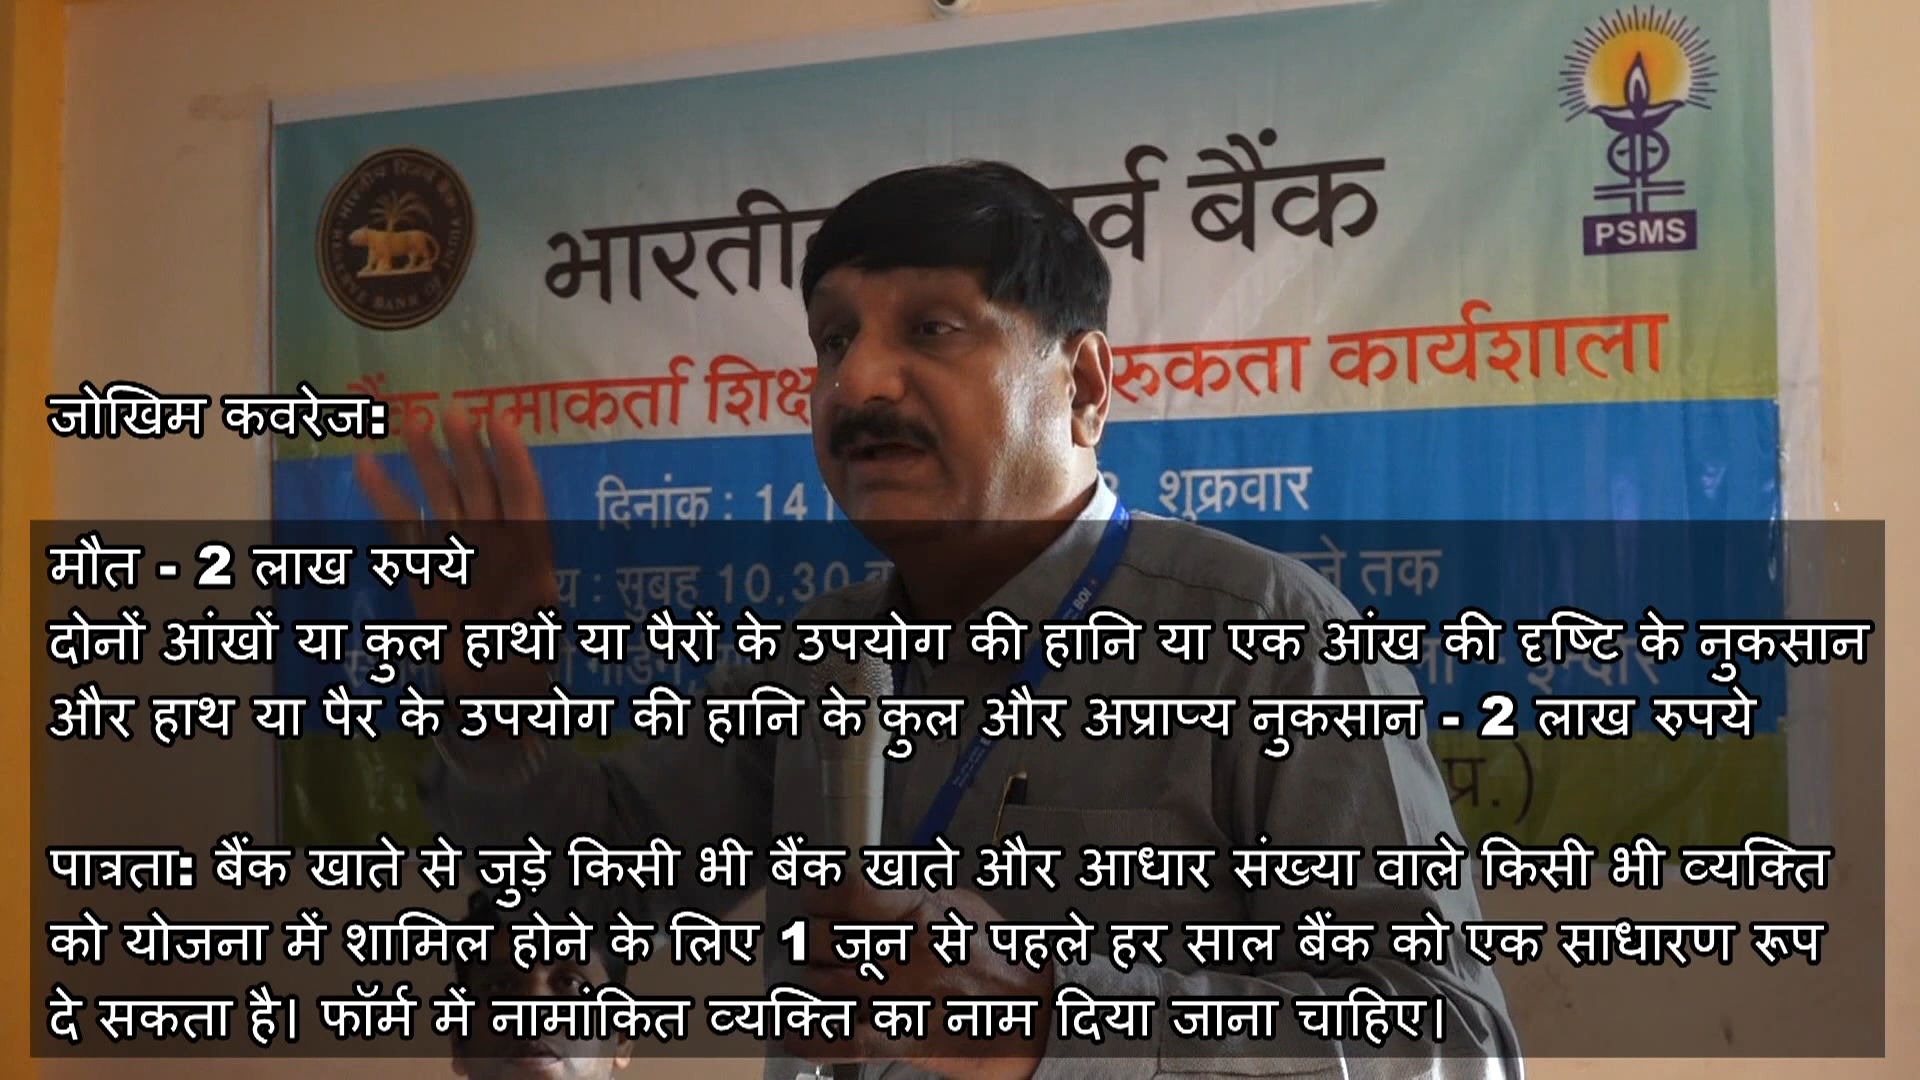 भारतीय र्व बैंक
PSMS
बैंक जमाकर्ता शिक्ष रूकता कार्यशाला
दिनांक : 14 शुक्रवार
य : सुबह 10.30 ब जे तक
प्र.)
BOI
जोखिम कवरेज:
मौत - 2 लाख रुपये
दोनों आंखों या कुल हाथों या पैरों के उपयोग की हानि या एक आंख की दृष्टि के नुकसान
और हाथ या पैर के उपयोग की हानि के कुल और अप्राप्य नुकसान - 2 लाख रुपये
पात्रता: बैंक खाते से जुड़े किसी भी बैंक खाते और आधार संख्या वाले किसी भी व्यक्ति
को योजना में शामिल होने के लिए 1 जून से पहले हर साल बैंक को एक साधारण रूप
दे सकता है। फॉर्म में नामांकित व्यक्ति का नाम दिया जाना चाहिए।